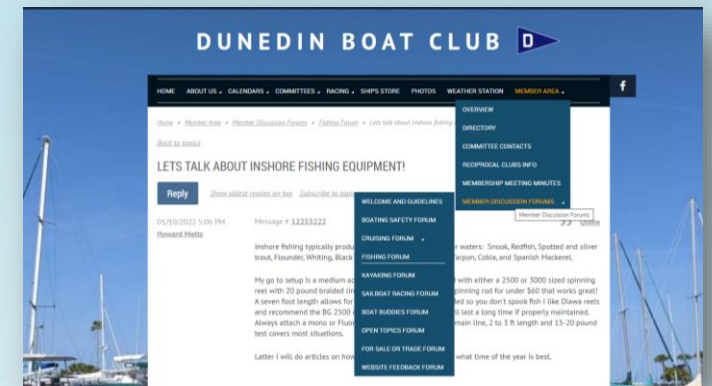 DUNEDIN BOAT CLUB D
HOME ABOUT US CALENDARS COMMITTEES RACING SHIP'S STORE PHOTOS WEATHER STATION MEMBER AREA f
OVERVIEW
DIRECTORY
COMMITTEE CONTACTS
RECIPROCAL CLUBS INFO
MEMBERSHIP MEETING MINUTES
MEMBER DISCUSSION FORUMS
Member Discussion Forums
WELCOME AND GUIDELINES
BOATING SAFETY FORUM
CRUISING FORUM
FISHING FORUM
KAYAKING FORUM
SAILBOAT RACING FORUM
BOAT BUDDIES FORUM
OPEN TOPICS FORUM
FOR SALE OR TRADE FORUM
WEBSITE FEEDBACK FORUM
Home » Member Area » Member Discussion Forums » Fishing Forum » Lets talk about inshore fishing
Back to topics
LETS TALK ABOUT INSHORE FISHING EQUIPMENT!
Reply Show oldest replies on top Subscribe to topic
01/10/2022 5:06 PM Message # 12235222 Quote
Howard Metts
Inshore fishing typically produ waters: Snook, Redfish, Spotted and silver
trout, Flounder, Whiting, Black Tarpon, Cobia, and Spanish Mackerel.
My go to setup is a medium ac with either a 2500 or 3000 sized spinning
reel with 20 pound braided lin spinning rod for under $60 that works great!
A seven foot length allows for ded so you don't spook fish I like Diawa reels
and recommend the BG 2500 ll last a long time if properly maintained.
Always attach a mono or Fluor main line, 2 to 3 ft length and 15-20 pound
test covers most situations.
Latter I will do articles on how what time of the year is best.